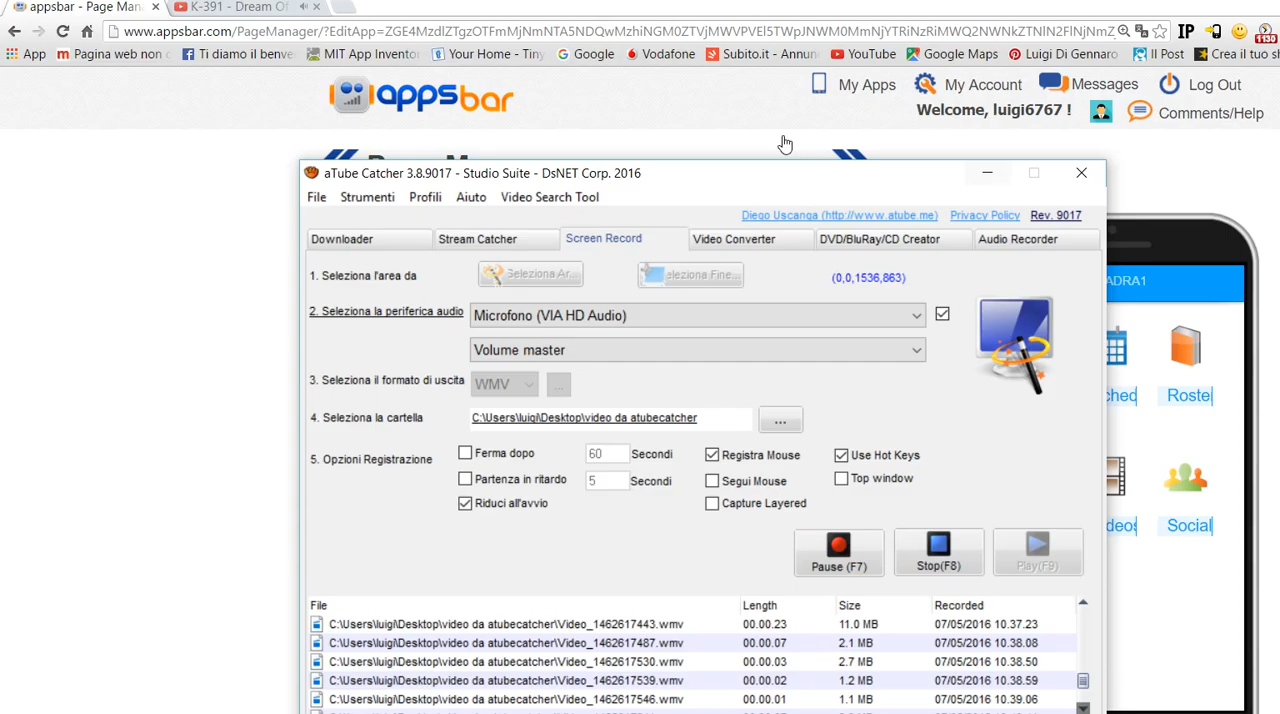 appsbar - Page Man
K-391 - Dream Of
www.appsbar.com/PageManager/?EditApp=
App
Pagina web non c
Ti diamo il benve
MIT App Invento
Your Home - Tiny
Google
Vodafone
Subito.it - Annun
YouTube
Google Maps
Luigi Di Gennaro
Il Post
Crea il tuo s
IP
1130
appsbar
My Apps
My Account
Messages
Log Out
Welcome, luigi6767 !
Comments/Help
aTube Catcher 3.8.9017 - Studio Suite - DsNET Corp. 2016
File Strumenti Profili Aiuto Video Search Tool
Diego Uscanga (http://www.atube.me) Privacy Policy Rev. 9017
Downloader Stream Catcher Screen Record Video Converter DVD/BluRay/CD Creator Audio Recorder
1. Seleziona l'area da Seleziona Ar... Seleziona Fine... (0,0,1536,863)
ADRA1
2. Seleziona la periferica audio Microfono (VIA HD Audio)
Volume master
3. Seleziona il formato di uscita WMV ...
ched Roste
4. Seleziona la cartella C:\Users\luigi\Desktop\video da atubecatcher ...
5. Opzioni Registrazione
Ferma dopo 60 Secondi Registra Mouse Use Hot Keys
Partenza in ritardo 5 Secondi Segui Mouse Top window
Riduci all'avvio Capture Layered
deos Social
Pause (F7) Stop(F8) Play(F9)
File Length Size Recorded
C:\Users\luigi\Desktop\video da atubecatcher\Video_1462617443.wmv 00.00.23 11.0 MB 07/05/2016 10.37.23
C:\Users\luigi\Desktop\video da atubecatcher\Video_1462617487.wmv 00.00.07 2.1 MB 07/05/2016 10.38.08
C:\Users\luigi\Desktop\video da atubecatcher\Video_1462617530.wmv 00.00.03 2.7 MB 07/05/2016 10.38.50
C:\Users\luigi\Desktop\video da atubecatcher\Video_1462617539.wmv 00.00.02 1.2 MB 07/05/2016 10.38.59
C:\Users\luigi\Desktop\video da atubecatcher\Video_1462617546.wmv 00.00.01 1.1 MB 07/05/2016 10.39.06